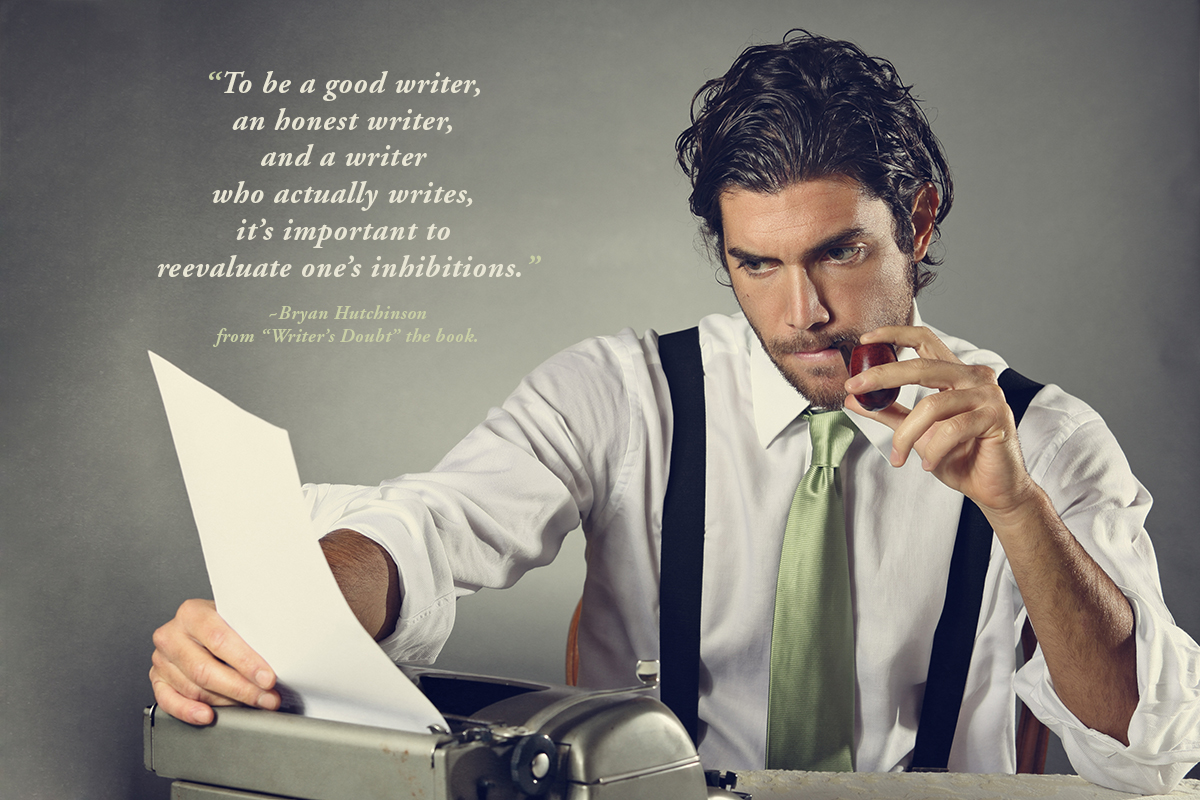 “To be a good writer,
an honest writer,
and a writer
who actually writes,
it’s important to
reevaluate one’s inhibitions.”
~Bryan Hutchinson
from “Writer’s Doubt” the book.